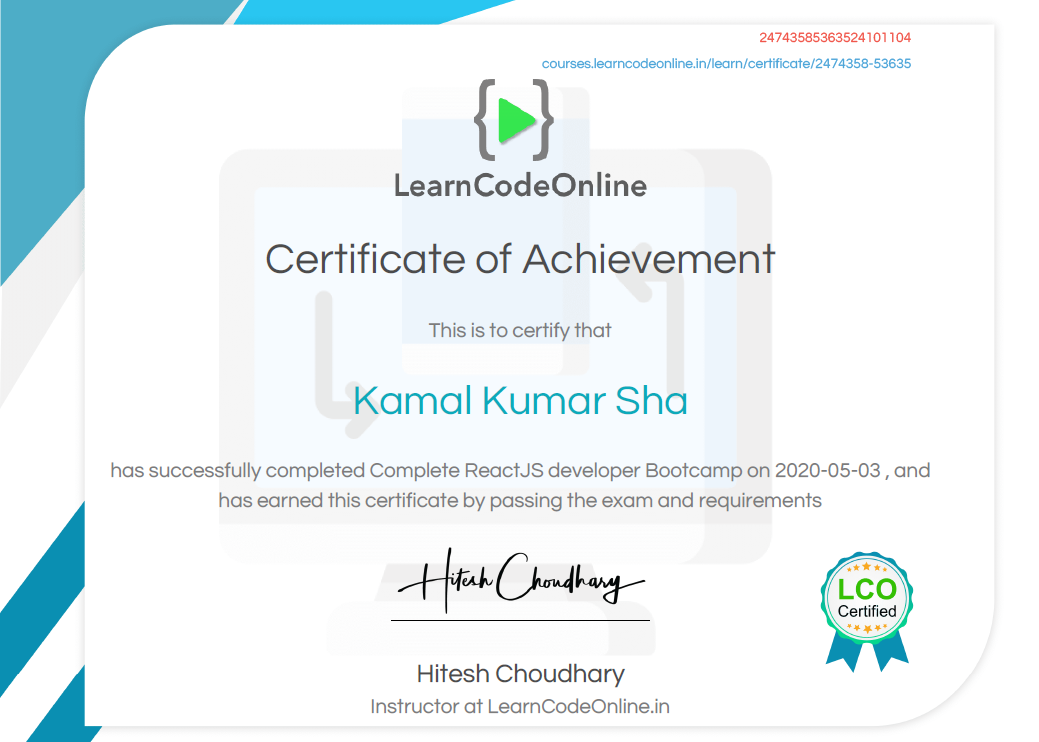 24743585363524101104
courses.learncodeonline.in/learn/certificate/2474358-53635
LearnCodeOnline
Certificate of Achievement
This is to certify that
Kamal Kumar Sha
has successfully completed Complete ReactJS developer Bootcamp on 2020-05-03 , and
has earned this certificate by passing the exam and requirements
Hitesh Choudhary
LCO
Certified
Hitesh Choudhary
Instructor at LearnCodeOnline.in